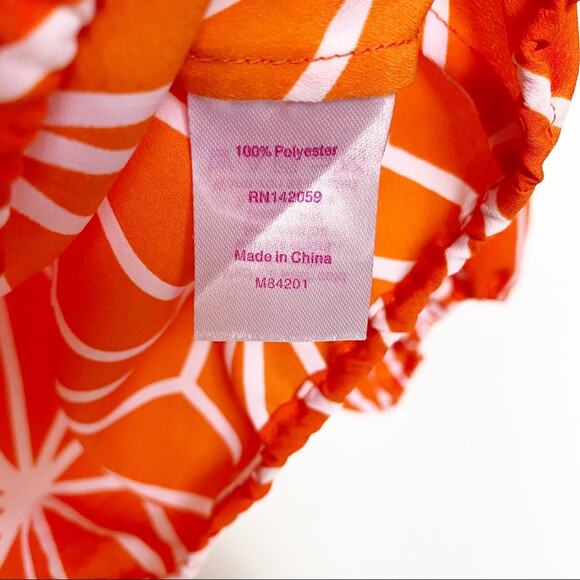 100% Polyester
RN142059
Made in China
M84201